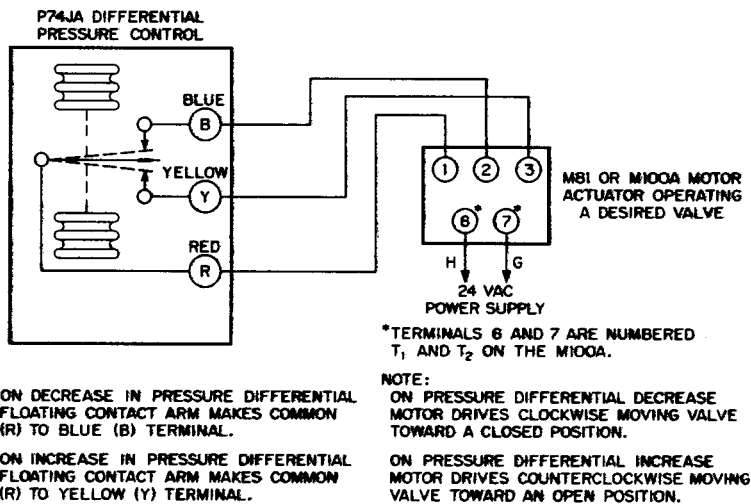 P74JA DIFFERENTIAL
PRESSURE CONTROL
BLUE
B
YELLOW
Y
RED
R
1 2 3
6* 7*
H G
24 VAC
POWER SUPPLY
M81 OR M100A MOTOR
ACTUATOR OPERATING
A DESIRED VALVE
*TERMINALS 6 AND 7 ARE NUMBERED
T₁ AND T₂ ON THE M100A.
ON DECREASE IN PRESSURE DIFFERENTIAL
FLOATING CONTACT ARM MAKES COMMON
(R) TO BLUE (B) TERMINAL.
ON INCREASE IN PRESSURE DIFFERENTIAL
FLOATING CONTACT ARM MAKES COMMON
(R) TO YELLOW (Y) TERMINAL.
NOTE:
ON PRESSURE DIFFERENTIAL DECREASE
MOTOR DRIVES CLOCKWISE MOVING VALVE
TOWARD A CLOSED POSITION.
ON PRESSURE DIFFERENTIAL INCREASE
MOTOR DRIVES COUNTERCLOCKWISE MOVING
VALVE TOWARD AN OPEN POSITION.